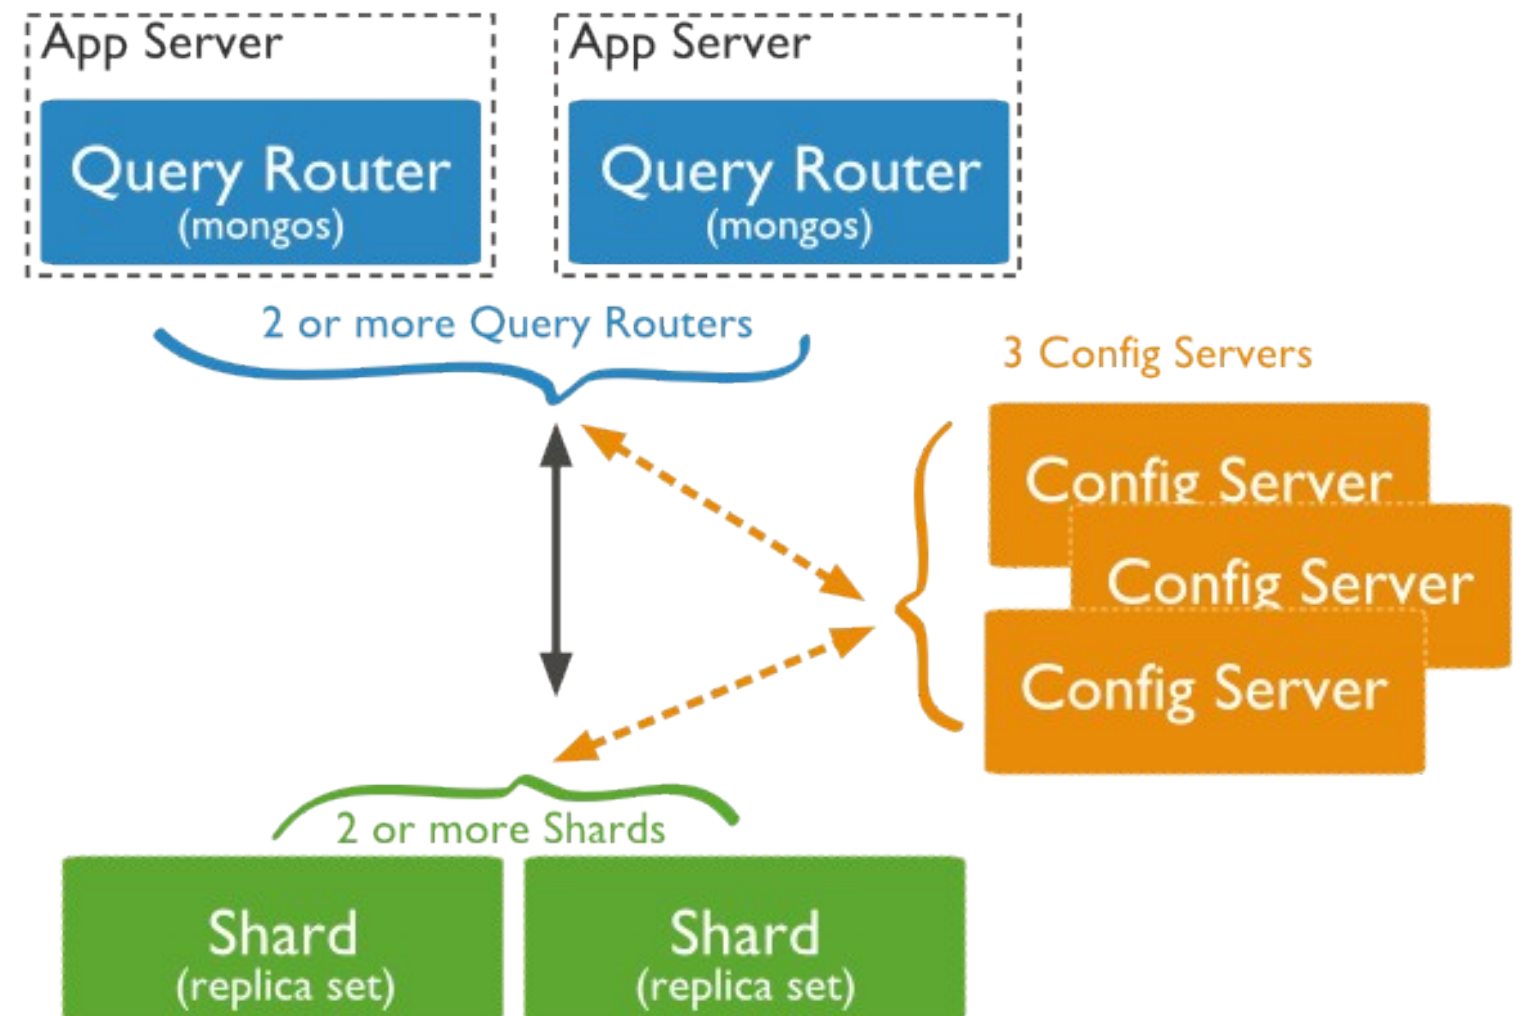 App Server
App Server
Query Router
(mongos)
Query Router
(mongos)
2 or more Query Routers
3 Config Servers
Config Server
Config Server
Config Server
2 or more Shards
Shard
(replica set)
Shard
(replica set)